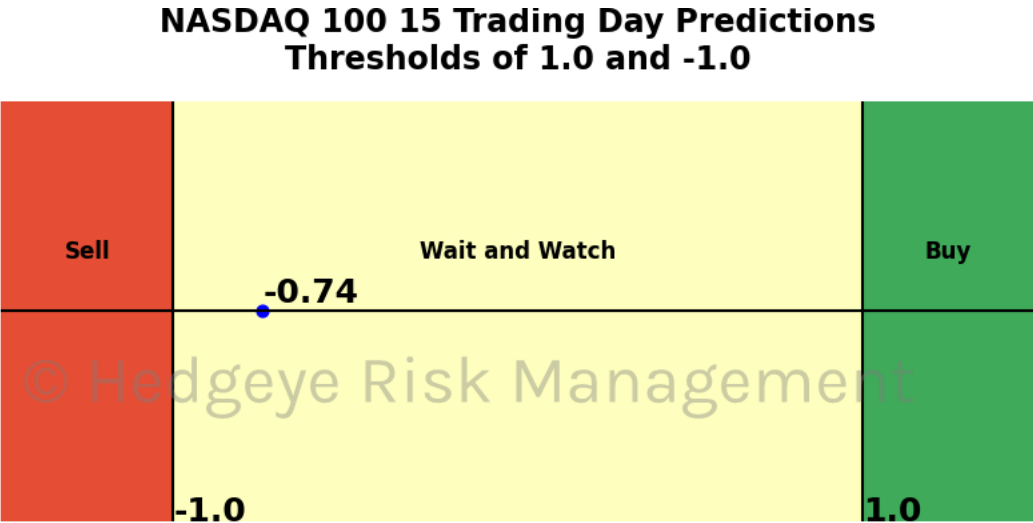 NASDAQ 100 15 Trading Day Predictions
Thresholds of 1.0 and -1.0
Sell
Wait and Watch
Buy
-0.74
© Hedgeye Risk Management
-1.0
1.0